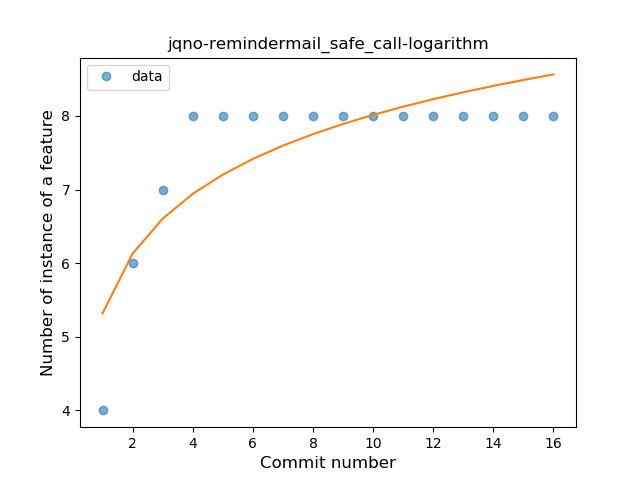 jqno-remindermail_safe_call-logarithm
data
Number of instance of a feature
8
7
6
5
4
2 4 6 8 10 12 14 16
Commit number